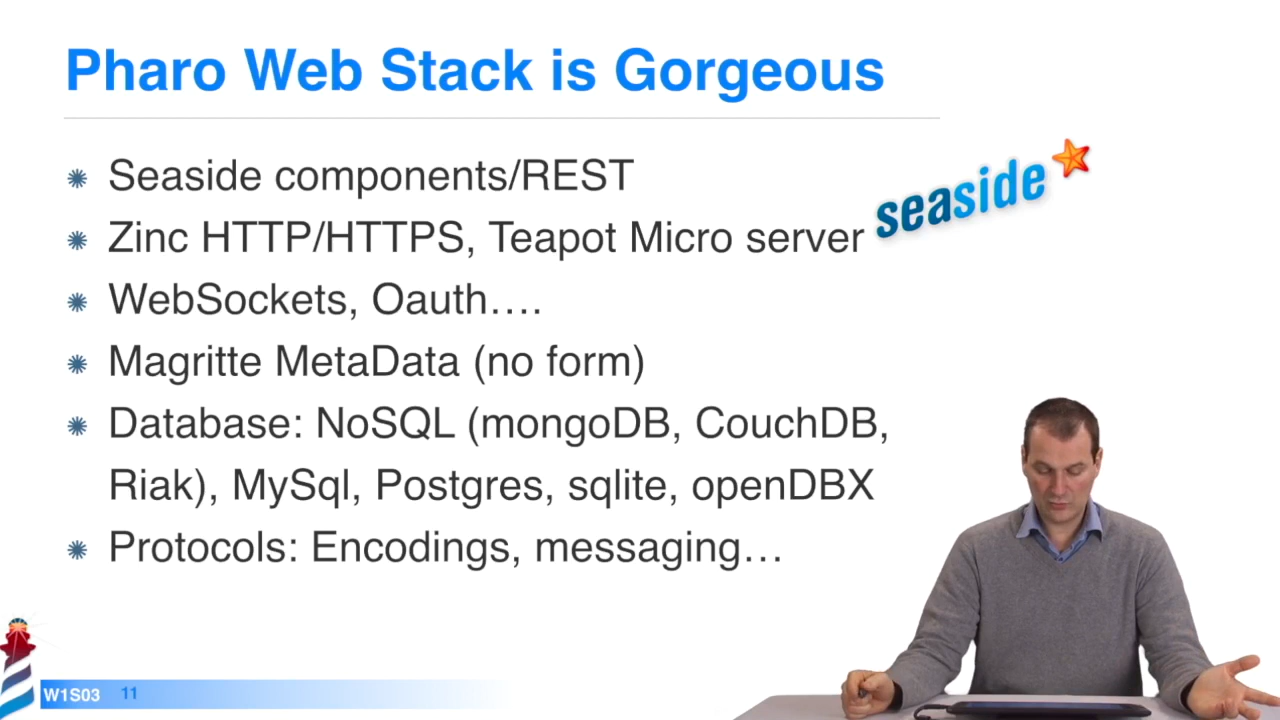 Pharo Web Stack is Gorgeous
Seaside components/REST
seaside
Zinc HTTP/HTTPS, Teapot Micro server
WebSockets, Oauth....
Magritte MetaData (no form)
Database: NoSQL (mongoDB, CouchDB,
Riak), MySql, Postgres, sqlite, openDBX
Protocols: Encodings, messaging…
W1S03 11